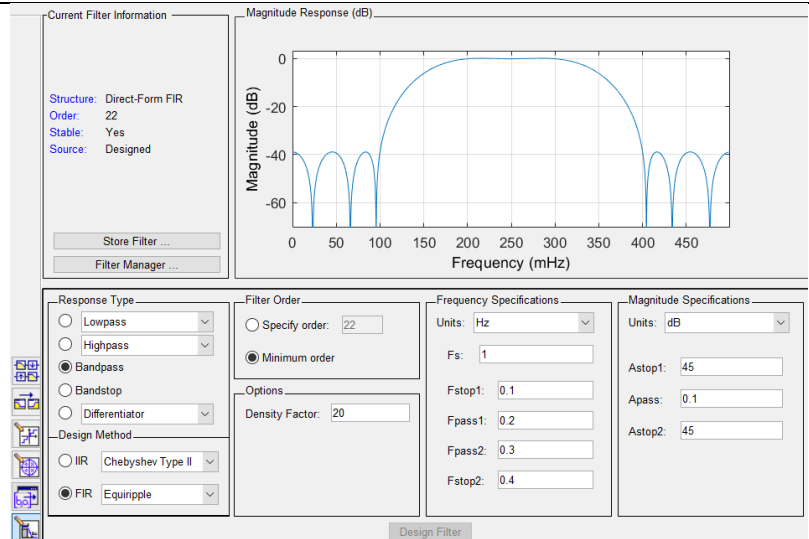 Current Filter Information
Structure: Direct-Form FIR
Order: 22
Stable: Yes
Source: Designed
Store Filter ...
Filter Manager ...
Magnitude Response (dB)
0
-20
-40
-60
Magnitude (dB)
0 50 100 150 200 250 300 350 400 450
Frequency (mHz)
Response Type
Lowpass
Highpass
Bandpass
Bandstop
Differentiator
Design Method
IIR Chebyshev Type II
FIR Equiripple
Filter Order
Specify order: 22
Minimum order
Options
Density Factor: 20
Frequency Specifications
Units: Hz
Fs: 1
Fstop1: 0.1
Fpass1: 0.2
Fpass2: 0.3
Fstop2: 0.4
Magnitude Specifications
Units: dB
Astop1: 45
Apass: 0.1
Astop2: 45
Design Filter